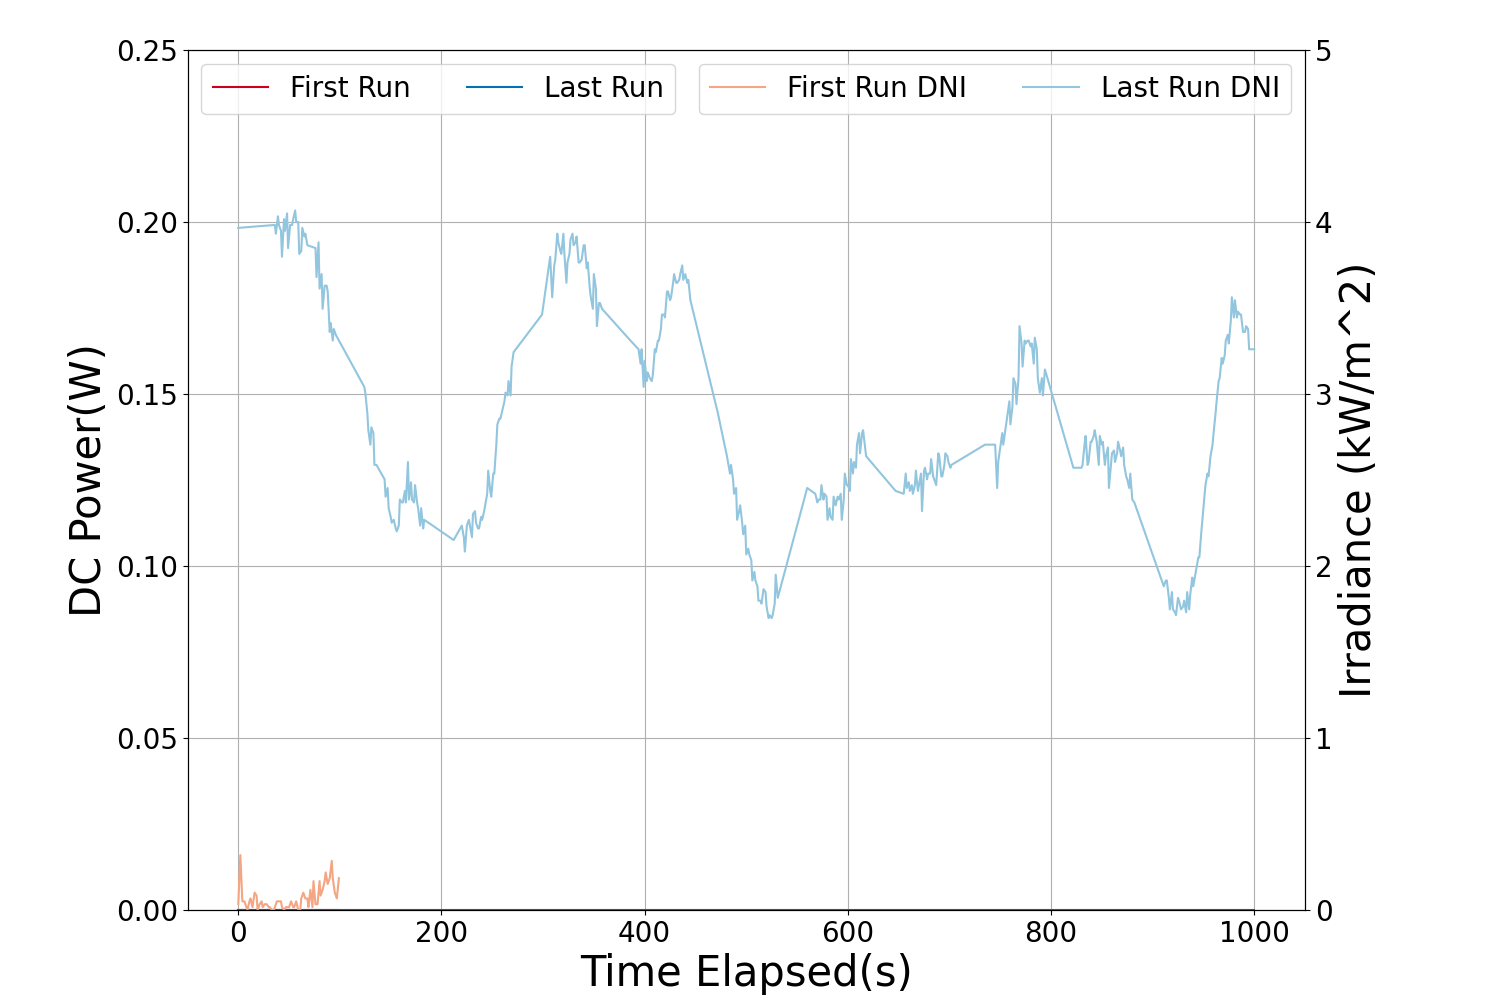 First Run
Last Run
First Run DNI
Last Run DNI
DC Power(W)
0.25
0.20
0.15
0.10
0.05
0.00
5
4
3
2
1
0
Irradiance (kW/m^2)
0 200 400 600 800 1000
Time Elapsed(s)